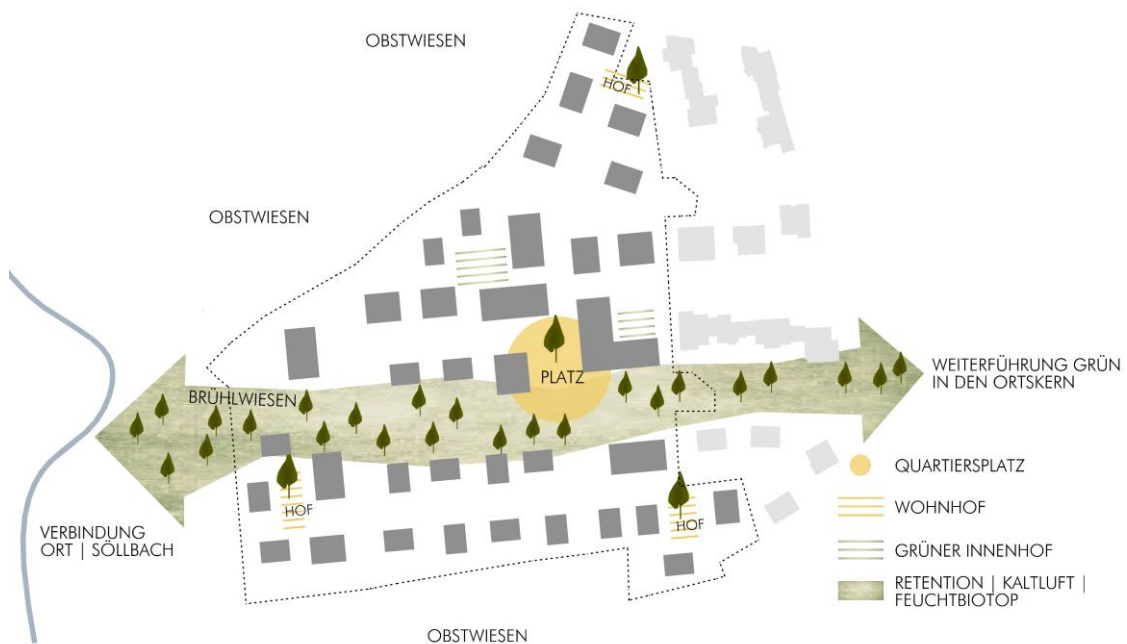 OBSTWIESEN
HOF
OBSTWIESEN
PLATZ
WEITERFÜHRUNG GRÜN
IN DEN ORTSKERN
BRÜHLWIESEN
QUARTIERSPLATZ
HOF
WOHNHOF
HOF
VERBINDUNG
ORT | SÖLLBACH
GRÜNER INNENHOF
RETENTION | KALTLUFT |
FEUCHTBIOTOP
OBSTWIESEN